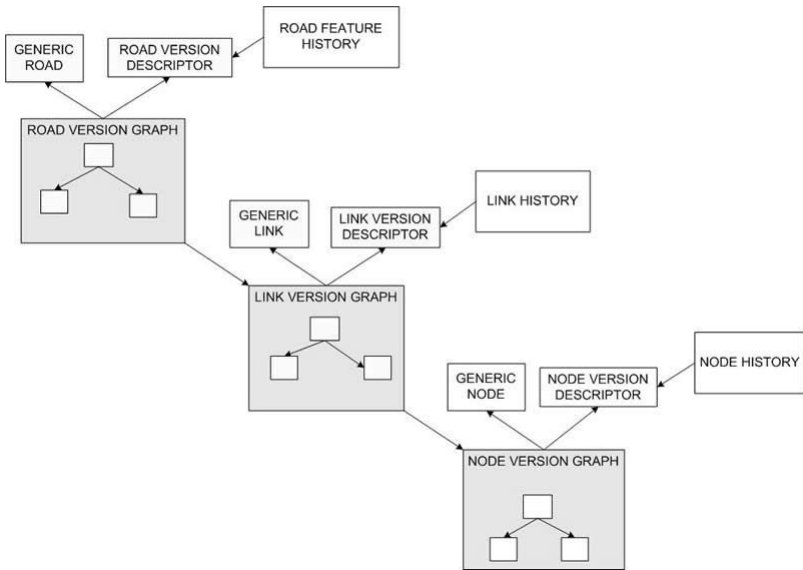 ROAD FEATURE
HISTORY
GENERIC
ROAD
ROAD VERSION
DESCRIPTOR
ROAD VERSION GRAPH
GENERIC
LINK
LINK VERSION
DESCRIPTOR
LINK HISTORY
LINK VERSION GRAPH
GENERIC
NODE
NODE VERSION
DESCRIPTOR
NODE HISTORY
NODE VERSION GRAPH